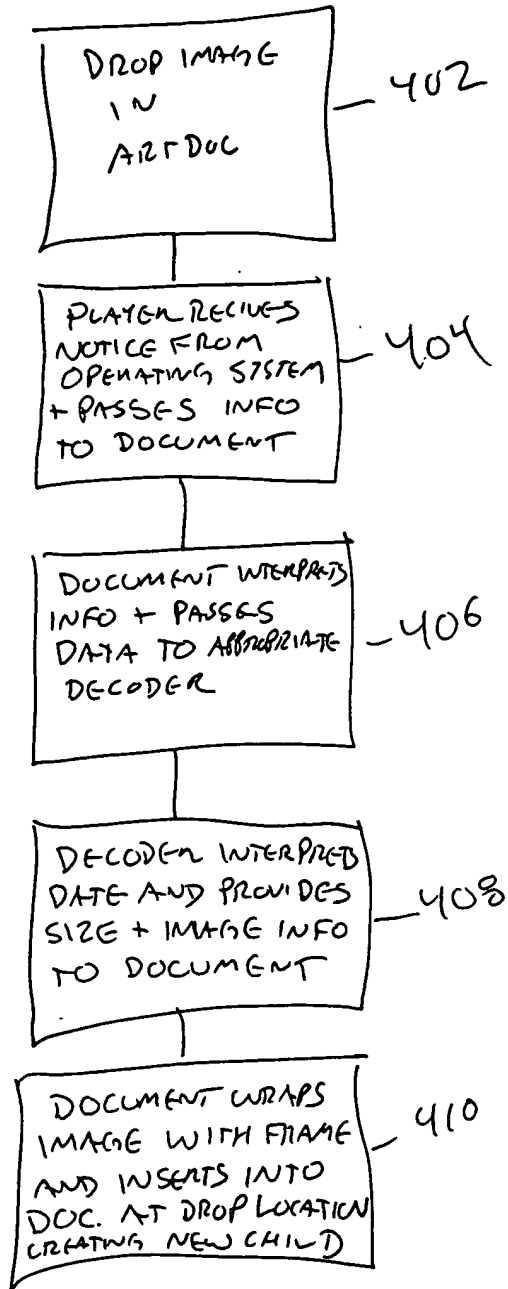 DROP IMAGE
IN
ARTDOC
402
PLAYER RECIVES
NOTICE FROM
OPERATING SYSTEM
+ PASSES INFO
TO DOCUMENT
404
DOCUMENT INTERPRETS
INFO + PASSES
DATA TO APPROPRIATE
DECODER
406
DECODER INTERPRETS
DATE AND PROVIDES
SIZE + IMAGE INFO
TO DOCUMENT
408
DOCUMENT WRAPS
IMAGE WITH FRAME
AND INSERTS INTO
DOC. AT DROP LOCATION
CREATING NEW CHILD
410